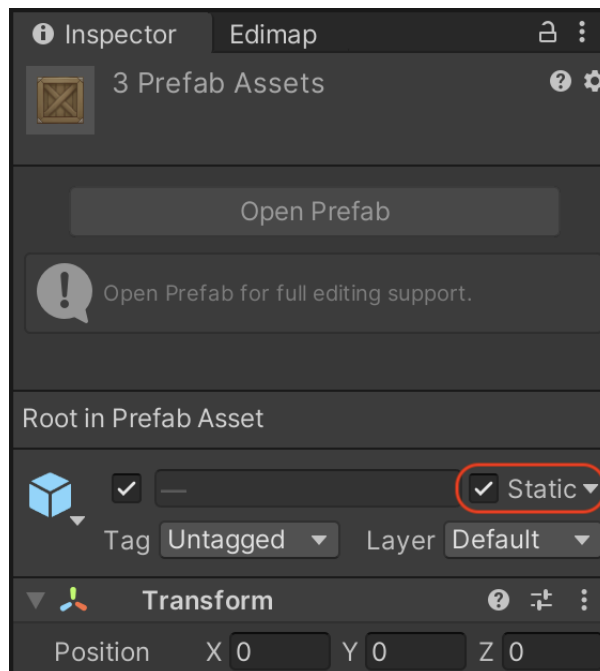 Inspector Edimap
3 Prefab Assets
Open Prefab
Open Prefab for full editing support.
Root in Prefab Asset
— Static
Tag Untagged Layer Default
Transform
Position X 0 Y 0 Z 0